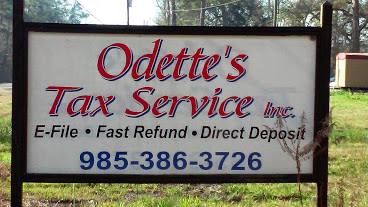 Odette's
Tax Service Inc.
E-File • Fast Refund • Direct Deposit
985-386-3726